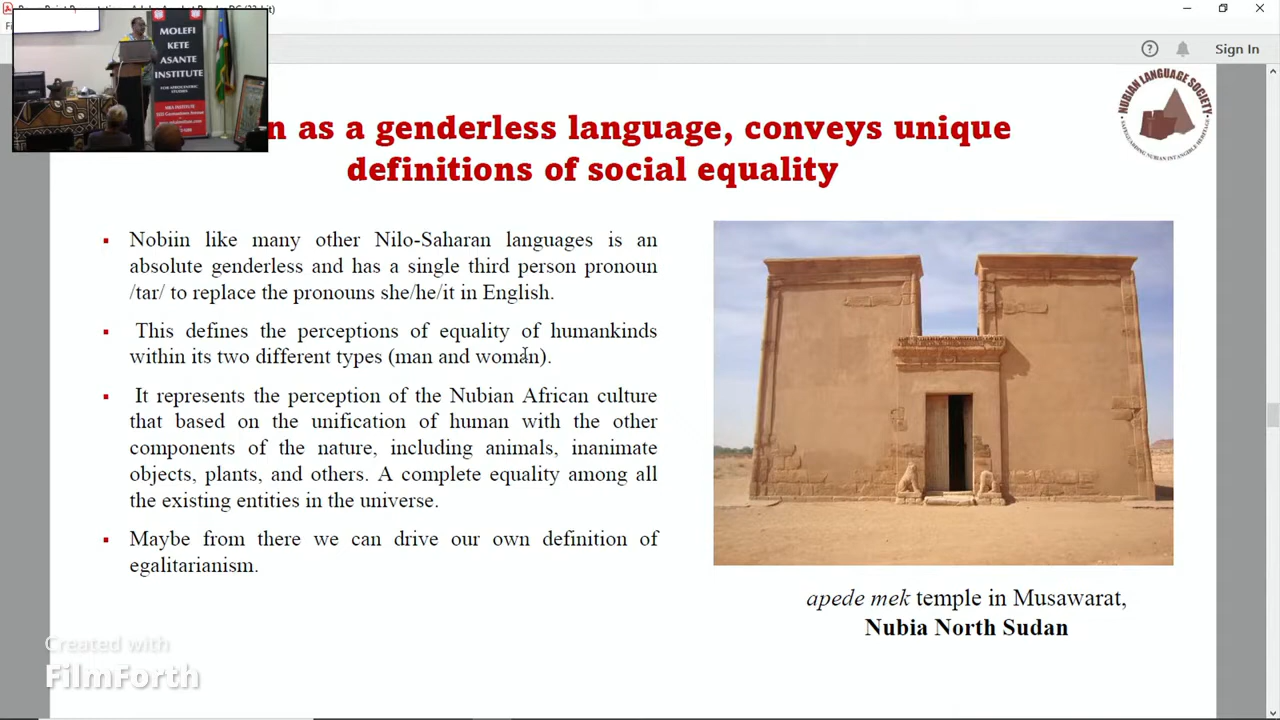 Sign In
MOLEFI
KETE
ASANTE
INSTITUTE
NUBIAN LANGUAGE SOCIETY
SAFEGUARDING NUBIAN INTANGIBLE HERITAGE
as a genderless language, conveys unique
definitions of social equality
Nobiin like many other Nilo-Saharan languages is an
absolute genderless and has a single third person pronoun
/tar/ to replace the pronouns she/he/it in English.
This defines the perceptions of equality of humankinds
within its two different types (man and woman).
It represents the perception of the Nubian African culture
that based on the unification of human with the other
components of the nature, including animals, inanimate
objects, plants, and others. A complete equality among all
the existing entities in the universe.
Maybe from there we can drive our own definition of
egalitarianism.
apede mek temple in Musawarat,
Nubia North Sudan
Created with
FilmForth